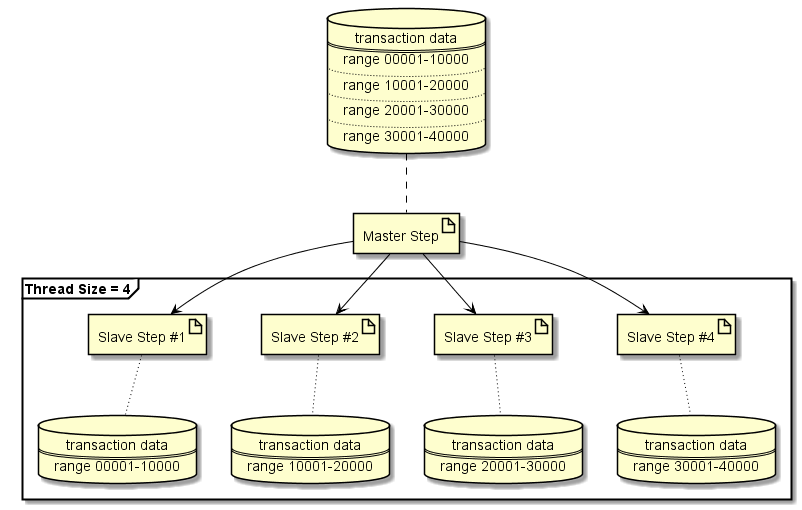 transaction data
range 00001-10000
range 10001-20000
range 20001-30000
range 30001-40000
Master Step
Thread Size = 4
Slave Step #1
Slave Step #2
Slave Step #3
Slave Step #4
transaction data
range 00001-10000
transaction data
range 10001-20000
transaction data
range 20001-30000
transaction data
range 30001-40000